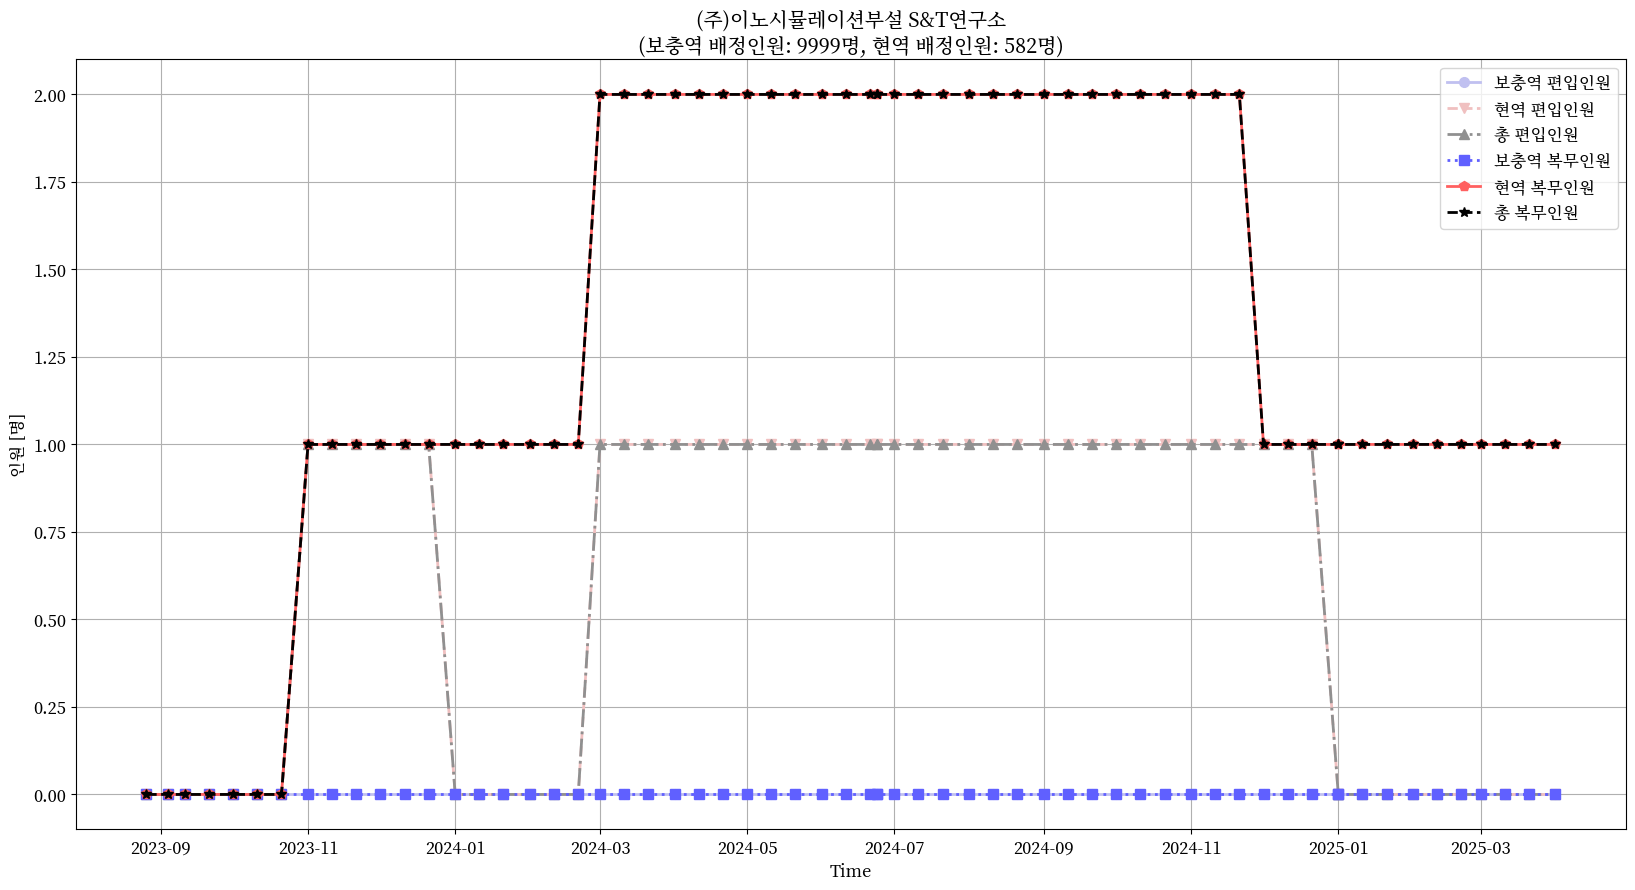 (주)이노시뮬레이션부설 S&T연구소
(보충역 배정인원: 9999명, 현역 배정인원: 582명)
보충역 편입인원
현역 편입인원
총 편입인원
보충역 복무인원
현역 복무인원
총 복무인원
인원 [명]
2.00
1.75
1.50
1.25
1.00
0.75
0.50
0.25
0.00
2023-09 2023-11 2024-01 2024-03 2024-05 2024-07 2024-09 2024-11 2025-01 2025-03
Time